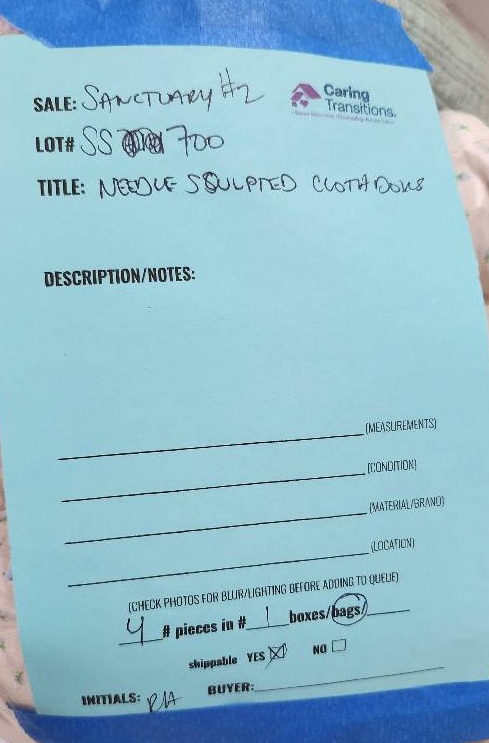 SALE: SANCTUARY #2
Caring
Transitions.
LOT# SS 700
TITLE: NEEDLE SCULPTED CLOTH DOLLS
DESCRIPTION/NOTES:
(MEASUREMENTS)
(CONDITION)
(MATERIAL/BRAND)
(LOCATION)
(CHECK PHOTOS FOR BLUR/LIGHTING BEFORE ADDING TO QUEUE)
4 # pieces in # 1 boxes/bags/
shippable YES NO
INITIALS: BUYER: